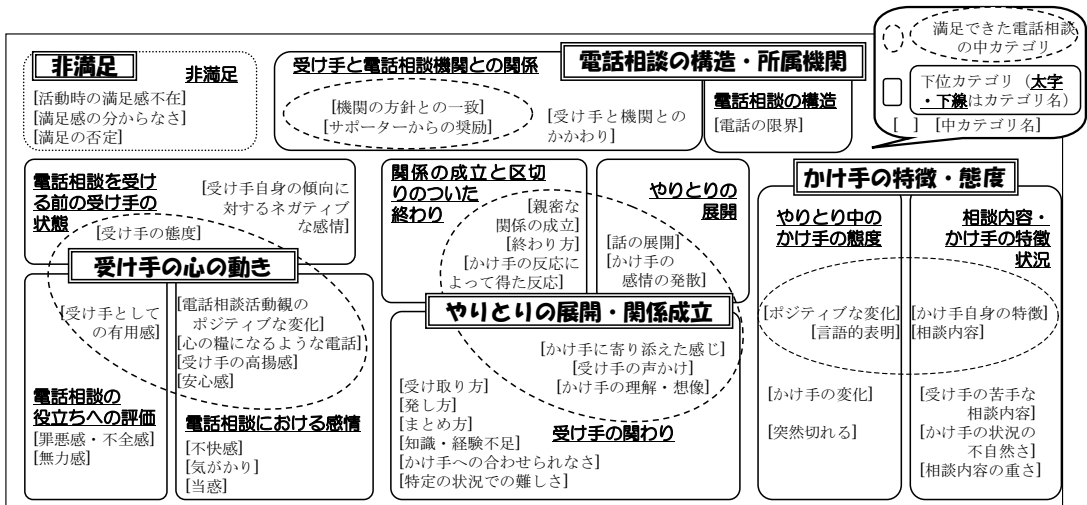 満足できた電話相談
の中カテゴリ
下位カテゴリ（太字
・下線はカテゴリ名）
[ ] [中カテゴリ名]
非満足
非満足
[活動時の満足感不在]
[満足感の分からなさ]
[満足の否定]
電話相談の構造・所属機関
受け手と電話相談機関との関係
[機関の方針との一致]
[サポーターからの奨励]
[受け手と機関との
かかわり]
電話相談の構造
[電話の限界]
電話相談を受け
る前の受け手の
状態
[受け手自身の傾向に
対するネガティブ
な感情]
[受け手の態度]
受け手の心の動き
[受け手として
の有用感]
電話相談の
役立ちへの評価
[罪悪感・不全感]
[無力感]
[電話相談活動観の
ポジティブな変化]
[心の糧になるような電話]
[受け手の高揚感]
[安心感]
電話相談における感情
[不快感]
[気がかり]
[当惑]
関係の成立と区切
りのついた
終わり
[親密な
関係の成立]
[終わり方]
[かけ手の反応に
よって得た反応]
やりとりの
展開
[話の展開]
[かけ手の
感情の発散]
やりとりの展開・関係成立
[かけ手に寄り添えた感じ]
[受け手の声かけ]
[かけ手の理解・想像]
[受け取り方]
[発し方]
[まとめ方]
[知識・経験不足]
[かけ手への合わせられなさ]
[特定の状況での難しさ]
受け手の関わり
かけ手の特徴・態度
やりとり中の
かけ手の態度
[ポジティブな変化]
[言語的表明]
[かけ手の変化]
[突然切れる]
相談内容・
かけ手の特徴
状況
[かけ手自身の特徴]
[相談内容]
[受け手の苦手な
相談内容]
[かけ手の状況の
不自然さ]
[相談内容の重さ]